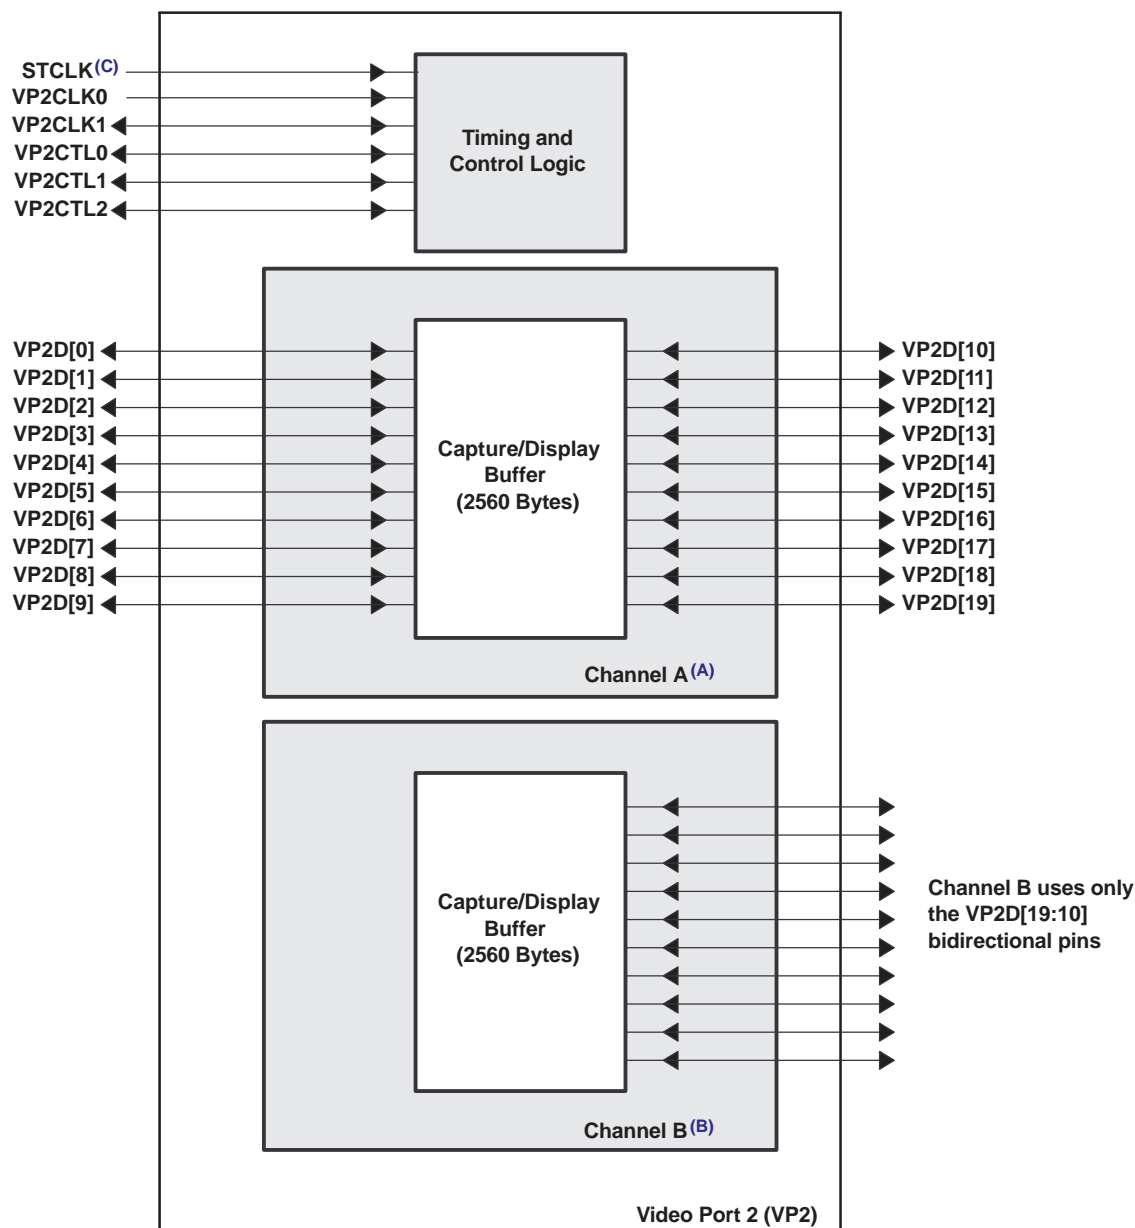 STCLK(C)
VP2CLK0
VP2CLK1
VP2CTL0
VP2CTL1
VP2CTL2
Timing and
Control Logic
VP2D[0]
VP2D[1]
VP2D[2]
VP2D[3]
VP2D[4]
VP2D[5]
VP2D[6]
VP2D[7]
VP2D[8]
VP2D[9]
Capture/Display
Buffer
(2560 Bytes)
VP2D[10]
VP2D[11]
VP2D[12]
VP2D[13]
VP2D[14]
VP2D[15]
VP2D[16]
VP2D[17]
VP2D[18]
VP2D[19]
Channel A(A)
Capture/Display
Buffer
(2560 Bytes)
Channel B uses only
the VP2D[19:10]
bidirectional pins
Channel B(B)
Video Port 2 (VP2)